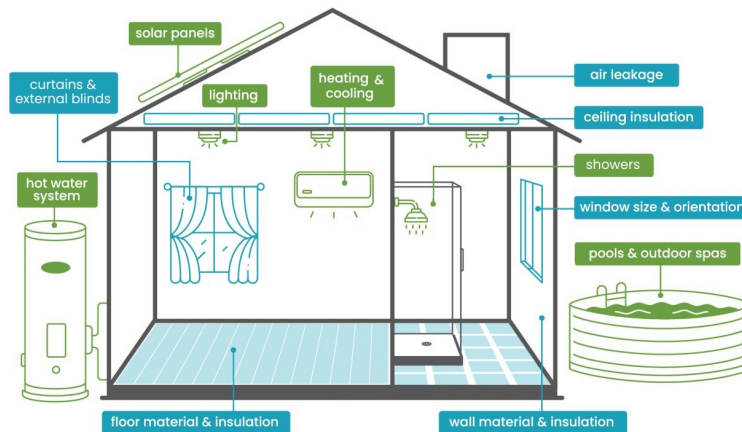 solar panels
curtains &
external blinds
lighting
heating &
cooling
air leakage
ceiling insulation
hot water
system
showers
window size & orientation
pools & outdoor spas
floor material & insulation
wall material & insulation